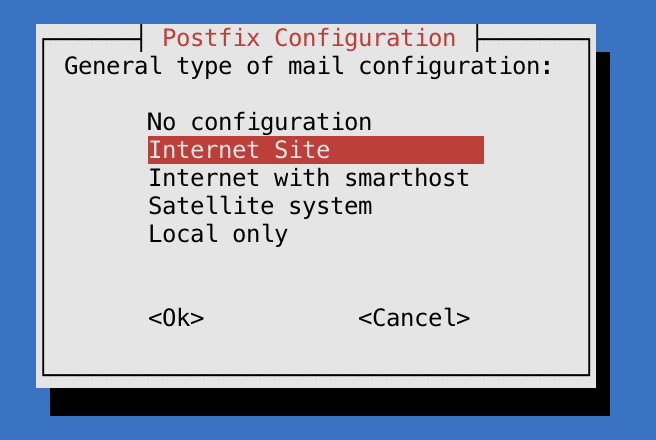 Postfix Configuration
General type of mail configuration:
No configuration
Internet Site
Internet with smarthost
Satellite system
Local only
<Ok> <Cancel>